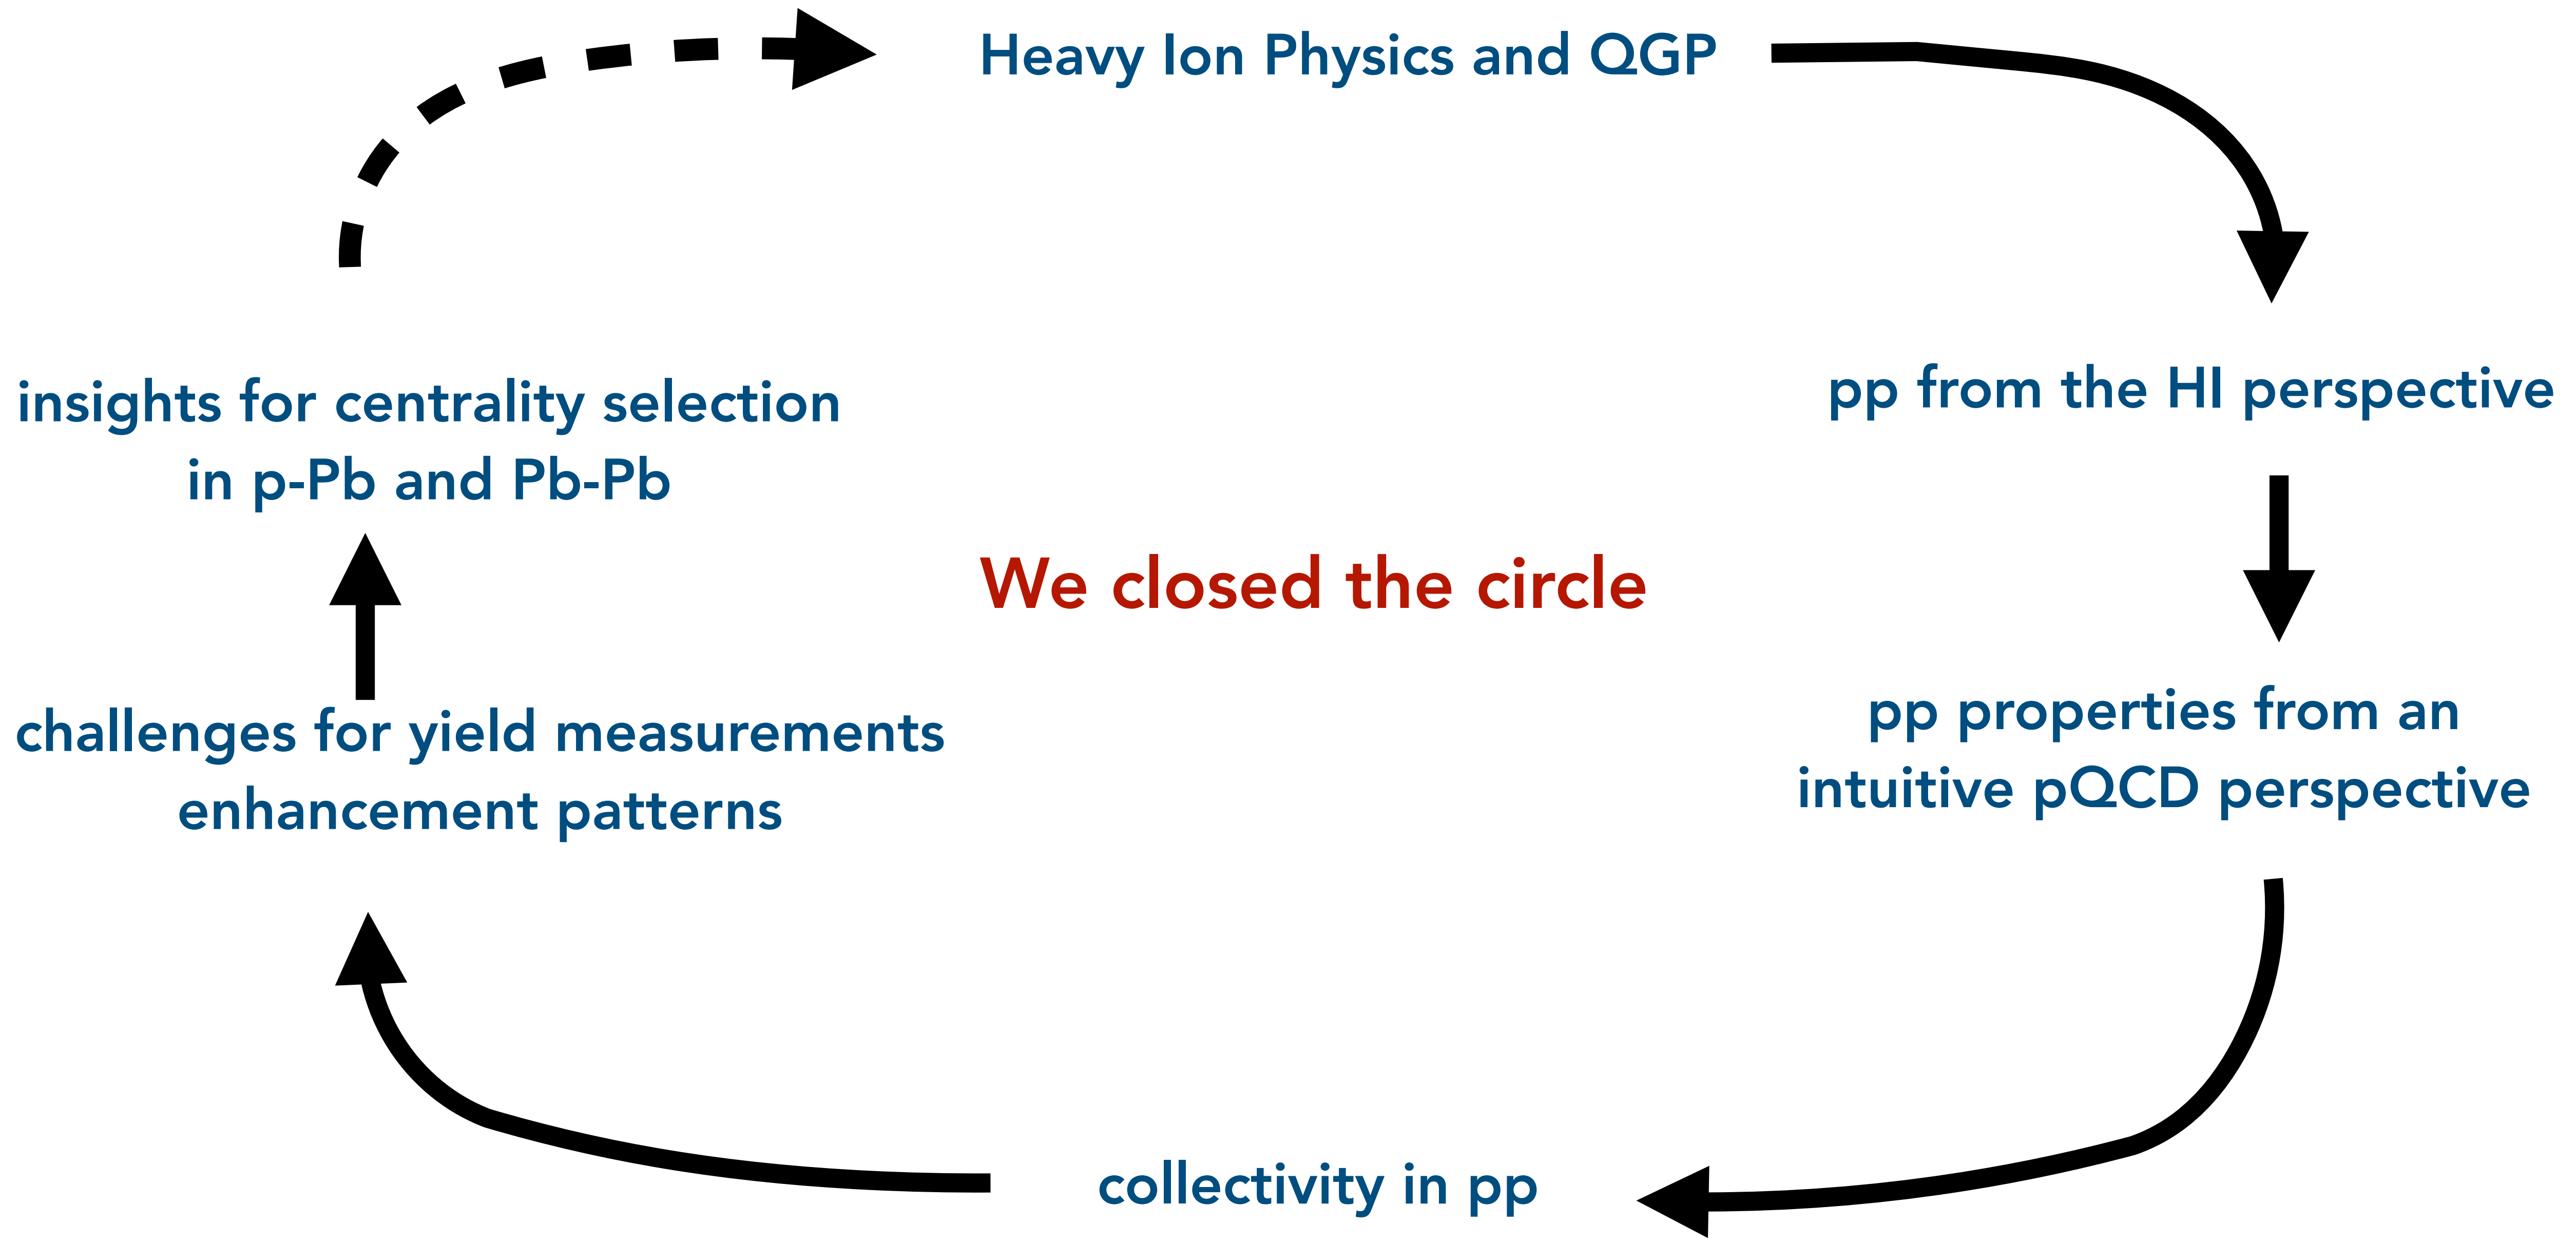 Heavy Ion Physics and QGP
pp from the HI perspective
insights for centrality selection
in p-Pb and Pb-Pb
We closed the circle
pp properties from an
intuitive pQCD perspective
challenges for yield measurements
enhancement patterns
collectivity in pp